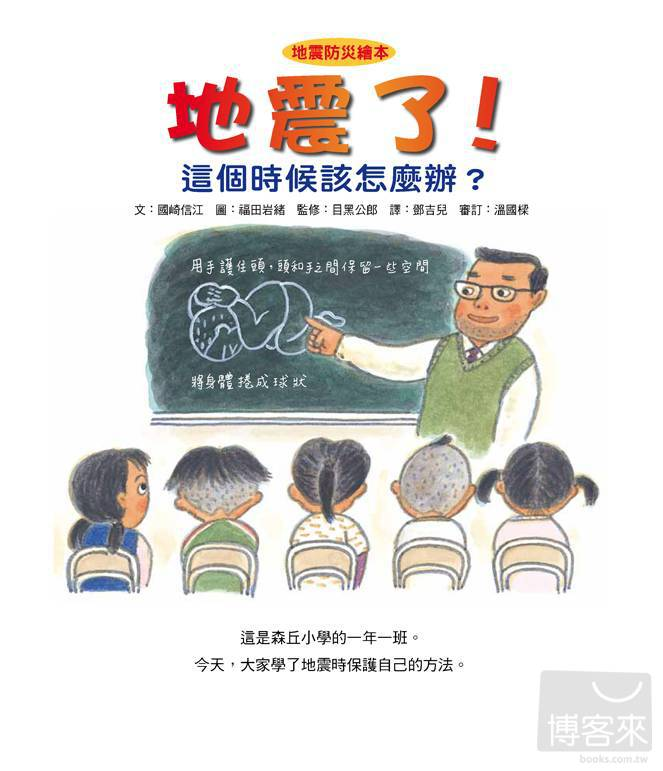 地震防災繪本
地震了!
這個時候該怎麼辦?
文:國崎信江 圖:福田岩緒 監修:目黑公郎 譯:鄧吉兒 審訂:溫國樑
用手護住頭,頭和手之間保留一些空間
將身體捲成球狀
這是森丘小學的一年一班。
今天,大家學了地震時保護自己的方法。
博客來
books.com.tw